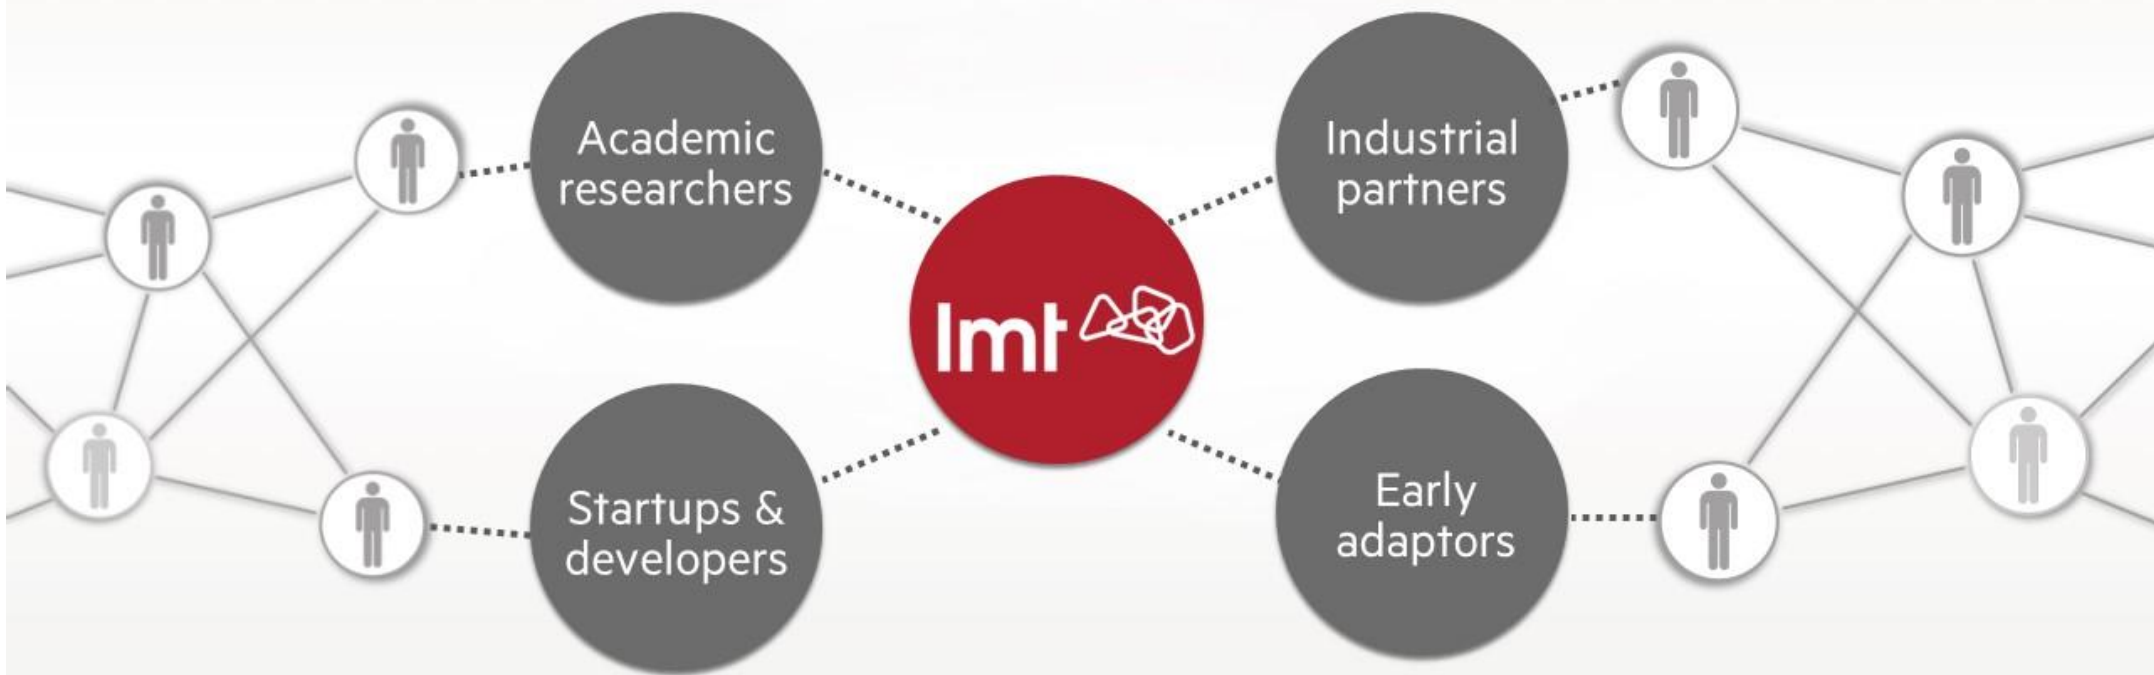 Academic
researchers
Industrial
partners
lmt
Startups &
developers
Early
adaptors